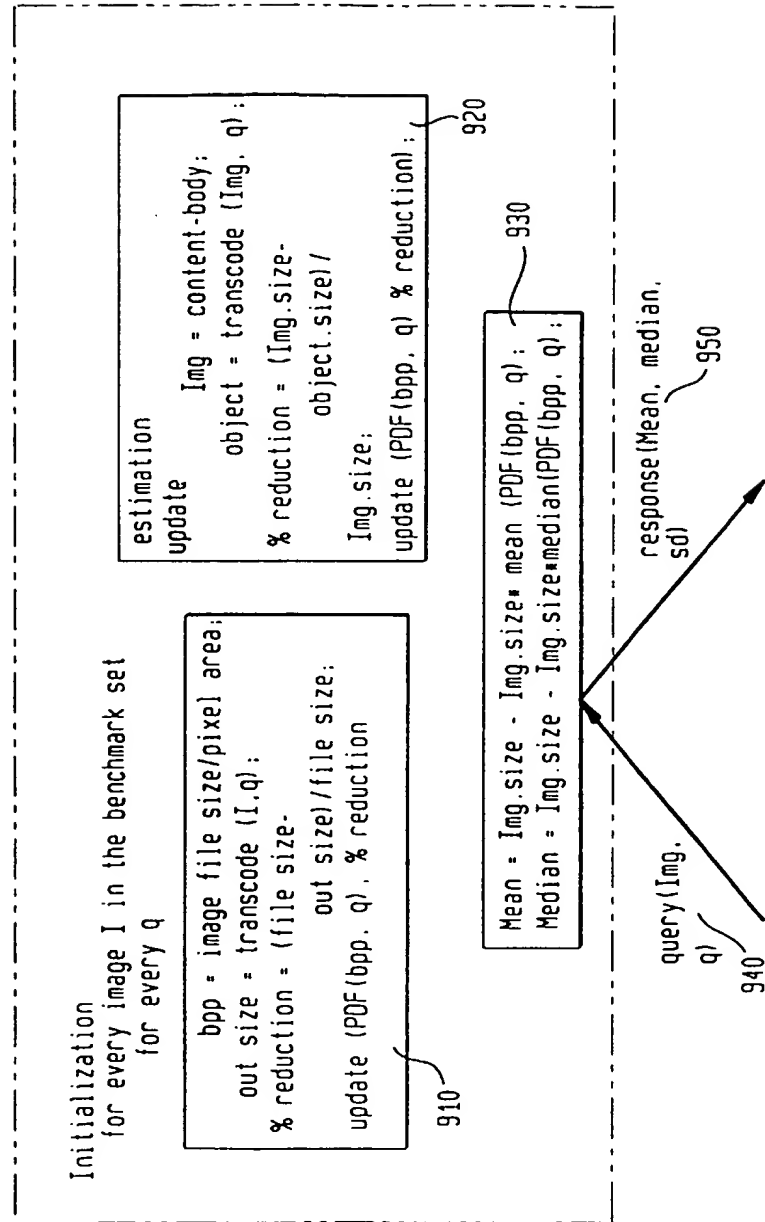 Initialization
for every image I in the benchmark set
for every q
bpp = image file size/pixel area;
out size = transcode (I,q);
% reduction = (file size-
out size)/file size;
update (PDF(bpp, q), % reduction
910
estimation
update
Img = content-body;
object = transcode (Img, q);
% reduction = (Img.size-
object.size)/
Img.size;
update (PDF(bpp, q) % reduction);
920
Mean = Img.size - Img.size* mean (PDF(bpp, q);
Median = Img.size - Img.size*median(PDF(bpp, q);
930
query(Img,
q)
940
response(Mean, median,
sd)
950